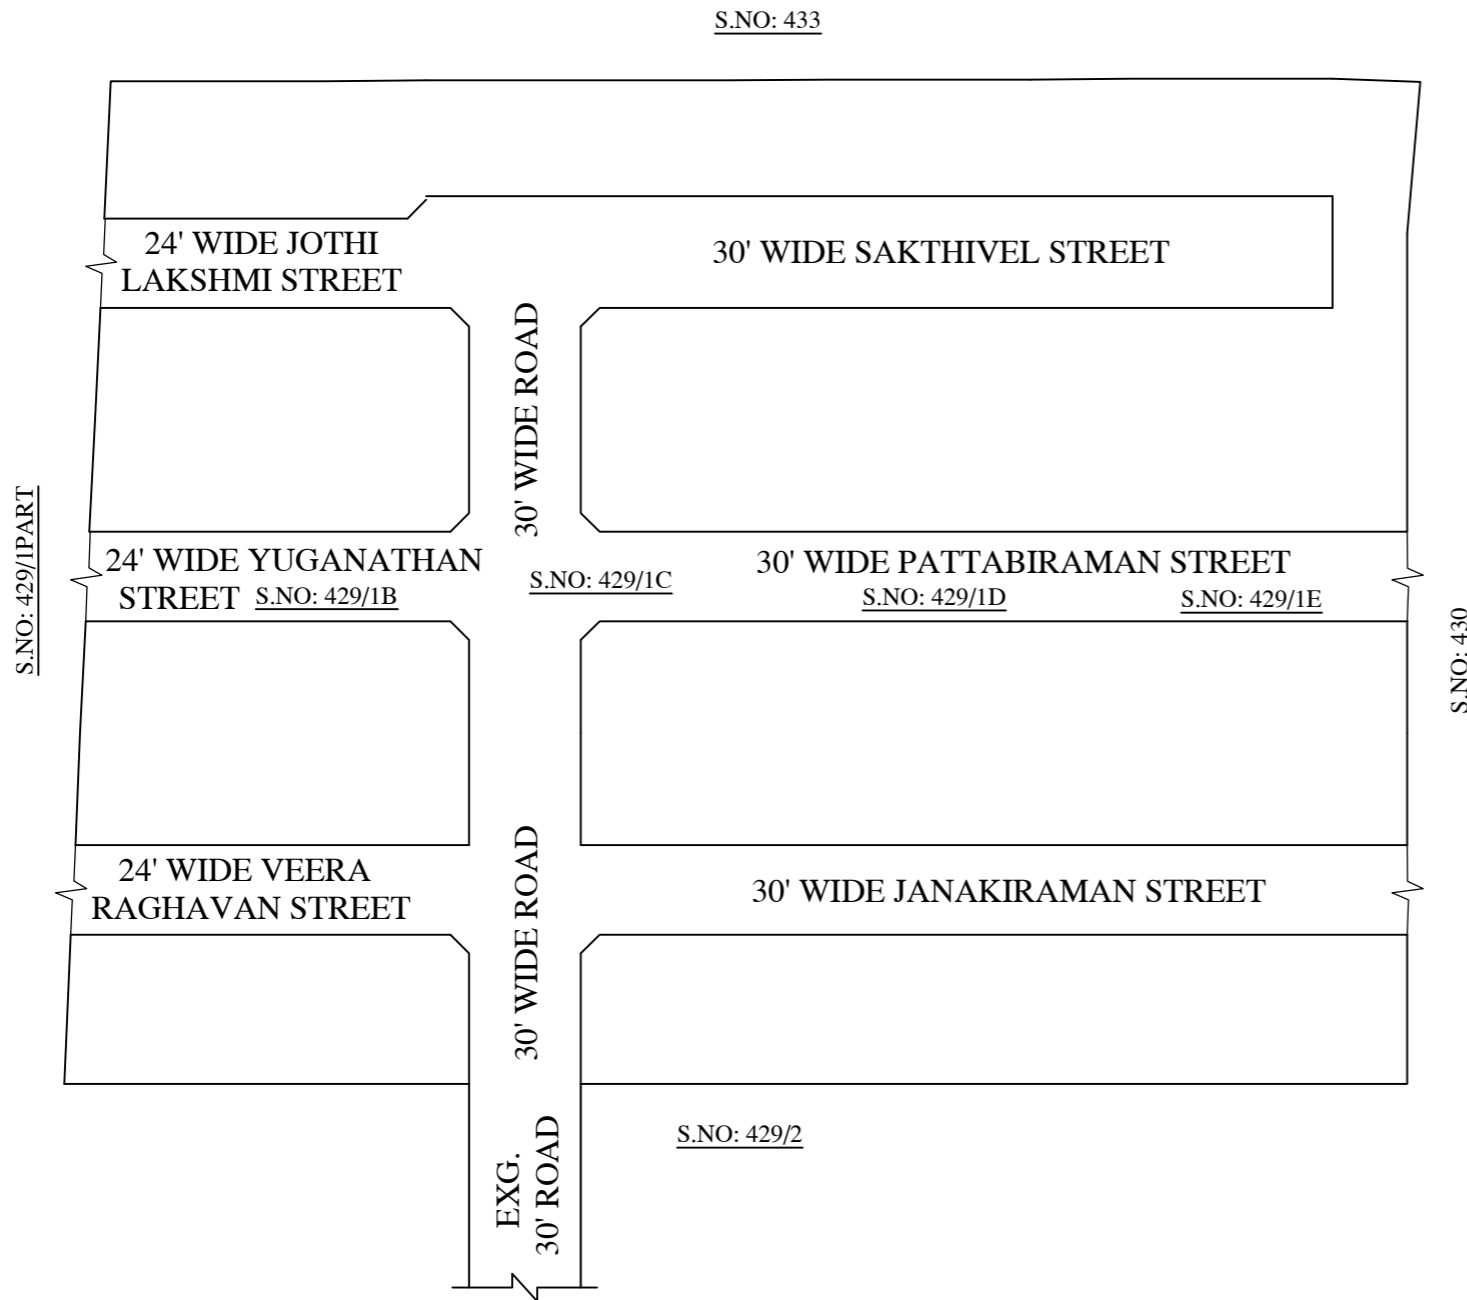 S.NO: 433
24' WIDE JOTHI
LAKSHMI STREET
30' WIDE SAKTHIVEL STREET
30' WIDE ROAD
S.NO: 429/1PART
24' WIDE YUGANATHAN
STREET S.NO: 429/1B
S.NO: 429/1C
30' WIDE PATTABIRAMAN STREET
S.NO: 429/1D
S.NO: 429/1E
S.NO: 430
24' WIDE VEERA
RAGHAVAN STREET
30' WIDE ROAD
30' WIDE JANAKIRAMAN STREET
EXG.
30' ROAD
S.NO: 429/2